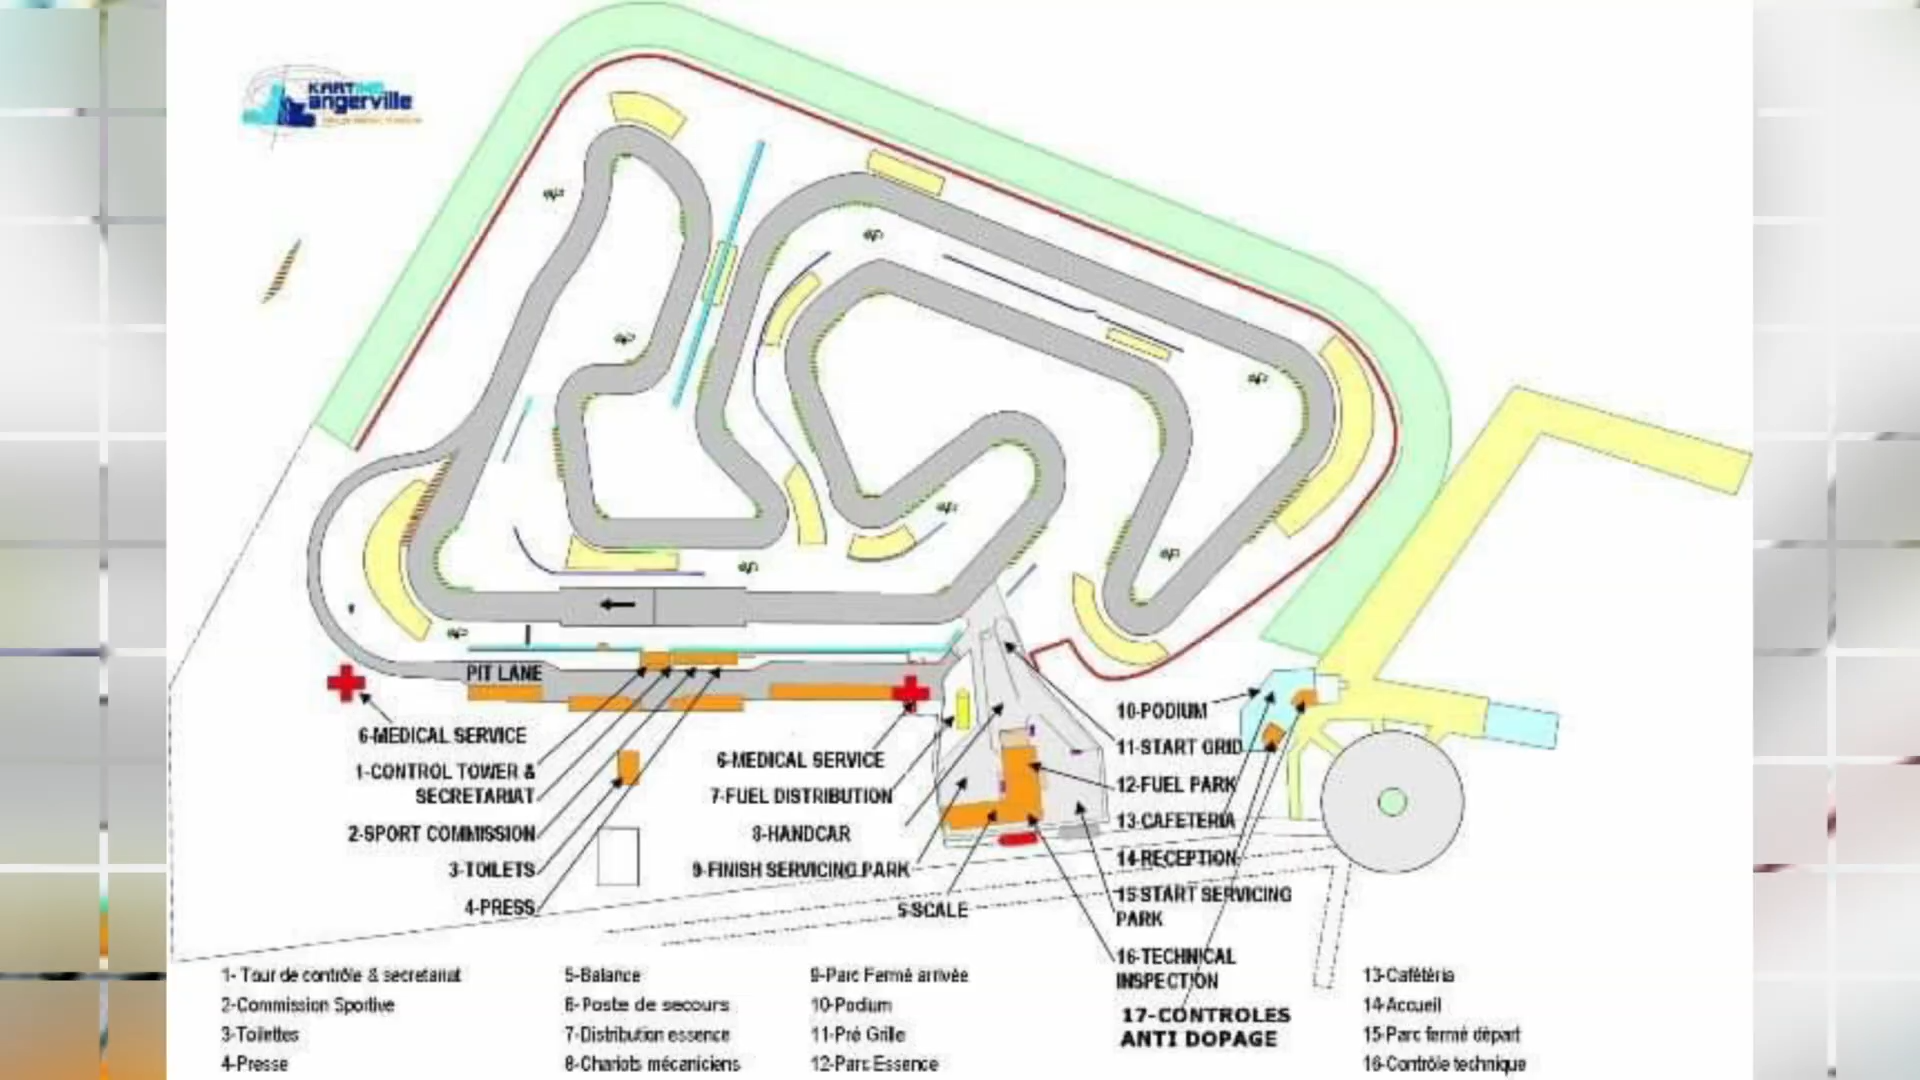 KARTING
angerville
PIT LANE
6-MEDICAL SERVICE
1-CONTROL TOWER &
SECRETARIAT
2-SPORT COMMISSION
3-TOILETS
4-PRESS
6-MEDICAL SERVICE
7-FUEL DISTRIBUTION
8-HANDCAR
9-FINISH SERVICING PARK
5-SCALE
10-PODIUM
11-START GRID
12-FUEL PARK
13-CAFETERIA
14-RECEPTION
15-START SERVICING
PARK
16-TECHNICAL
INSPECTION
17-CONTROLES
ANTI DOPAGE
1- Tour de contrôle & secretariat
2-Commission Sportive
3-Toilettes
4-Presse
5-Balance
6-Poste de secours
7-Distribution essence
8-Chariots mécaniciens
9-Parc Fermé arrivée
10-Podium
11-Pré Grille
12-Parc Essence
13-Cafétéria
14-Accueil
15-Parc fermé départ
16-Contrôle technique